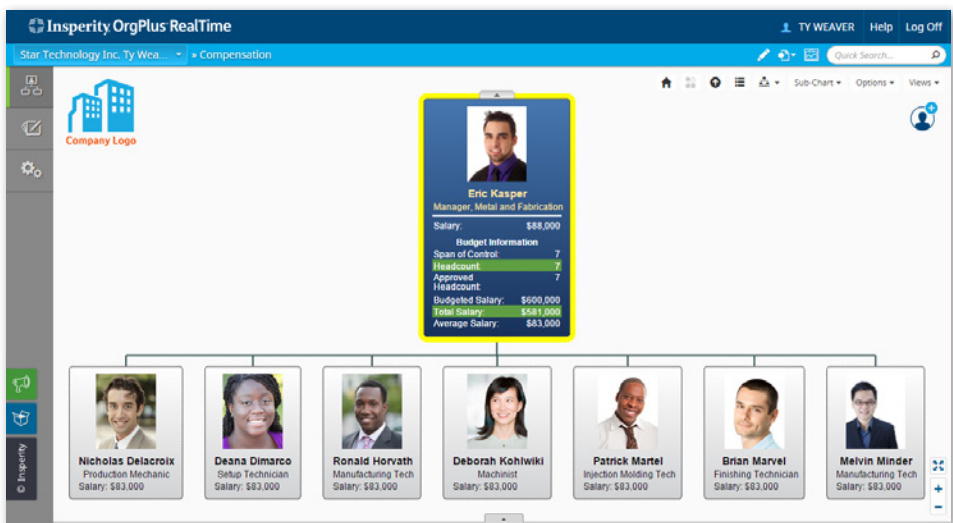 Insperity OrgPlus RealTime
TY WEAVER Help Log Off
Star Technology Inc. Ty Wea... » Compensation
Quick Search...
Sub-Chart Options Views
Company Logo
Eric Kasper
Manager, Metal and Fabrication
Salary: $88,000
Budget Information
Span of Control: 7
Headcount: 7
Approved 7
Headcount:
Budgeted Salary: $600,000
Total Salary: $581,000
Average Salary: $83,000
Nicholas Delacroix
Production Mechanic
Salary: $83,000
Deana Dimarco
Setup Technician
Salary: $83,000
Ronald Horvath
Manufacturing Tech
Salary: $83,000
Deborah Kohlwiki
Machinist
Salary: $83,000
Patrick Martel
Injection Molding Tech
Salary: $83,000
Brian Marvel
Finishing Technician
Salary: $83,000
Melvin Minder
Manufacturing Tech
Salary: $83,000
© Insperity